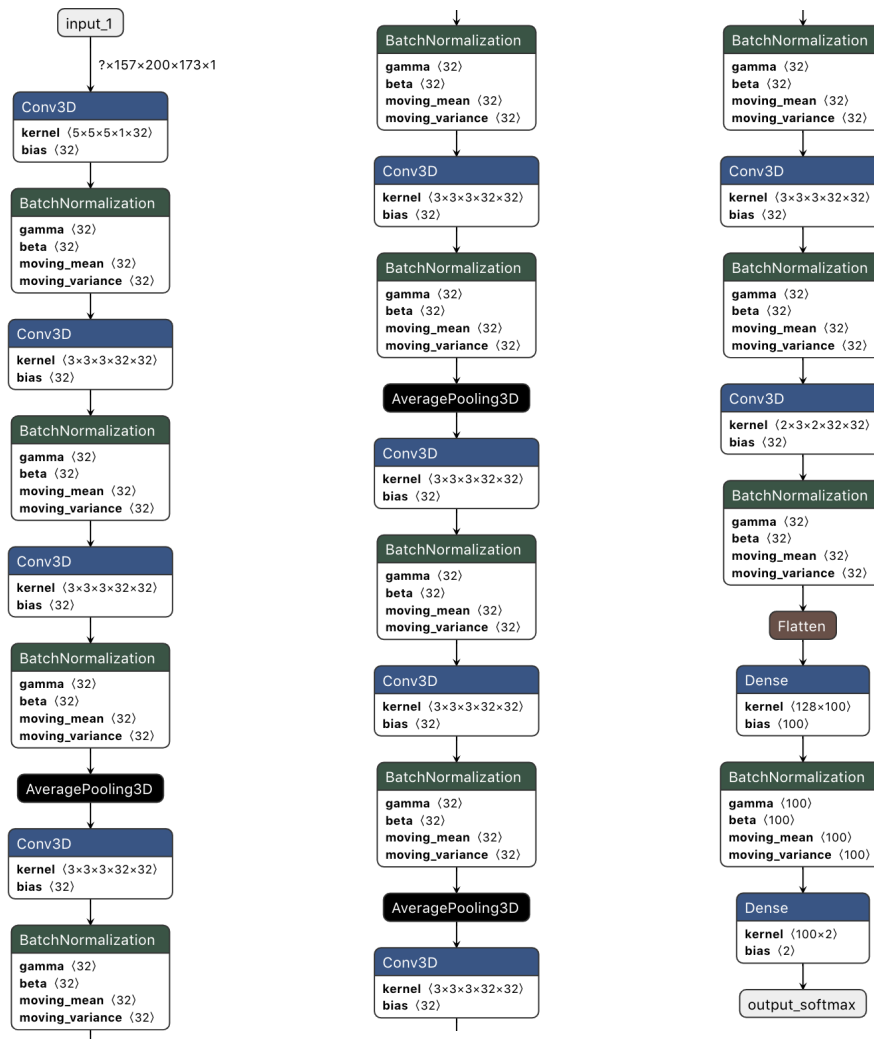 input_1
?×157×200×173×1
Conv3D
kernel ⟨5×5×5×1×32⟩
bias ⟨32⟩
BatchNormalization
gamma ⟨32⟩
beta ⟨32⟩
moving_mean ⟨32⟩
moving_variance ⟨32⟩
Conv3D
kernel ⟨3×3×3×32×32⟩
bias ⟨32⟩
BatchNormalization
gamma ⟨32⟩
beta ⟨32⟩
moving_mean ⟨32⟩
moving_variance ⟨32⟩
Conv3D
kernel ⟨3×3×3×32×32⟩
bias ⟨32⟩
BatchNormalization
gamma ⟨32⟩
beta ⟨32⟩
moving_mean ⟨32⟩
moving_variance ⟨32⟩
AveragePooling3D
Conv3D
kernel ⟨3×3×3×32×32⟩
bias ⟨32⟩
BatchNormalization
gamma ⟨32⟩
beta ⟨32⟩
moving_mean ⟨32⟩
moving_variance ⟨32⟩
BatchNormalization
gamma ⟨32⟩
beta ⟨32⟩
moving_mean ⟨32⟩
moving_variance ⟨32⟩
Conv3D
kernel ⟨3×3×3×32×32⟩
bias ⟨32⟩
BatchNormalization
gamma ⟨32⟩
beta ⟨32⟩
moving_mean ⟨32⟩
moving_variance ⟨32⟩
AveragePooling3D
Conv3D
kernel ⟨3×3×3×32×32⟩
bias ⟨32⟩
BatchNormalization
gamma ⟨32⟩
beta ⟨32⟩
moving_mean ⟨32⟩
moving_variance ⟨32⟩
Conv3D
kernel ⟨3×3×3×32×32⟩
bias ⟨32⟩
BatchNormalization
gamma ⟨32⟩
beta ⟨32⟩
moving_mean ⟨32⟩
moving_variance ⟨32⟩
AveragePooling3D
Conv3D
kernel ⟨3×3×3×32×32⟩
bias ⟨32⟩
BatchNormalization
gamma ⟨32⟩
beta ⟨32⟩
moving_mean ⟨32⟩
moving_variance ⟨32⟩
Conv3D
kernel ⟨3×3×3×32×32⟩
bias ⟨32⟩
BatchNormalization
gamma ⟨32⟩
beta ⟨32⟩
moving_mean ⟨32⟩
moving_variance ⟨32⟩
Conv3D
kernel ⟨2×3×2×32×32⟩
bias ⟨32⟩
BatchNormalization
gamma ⟨32⟩
beta ⟨32⟩
moving_mean ⟨32⟩
moving_variance ⟨32⟩
Flatten
Dense
kernel ⟨128×100⟩
bias ⟨100⟩
BatchNormalization
gamma ⟨100⟩
beta ⟨100⟩
moving_mean ⟨100⟩
moving_variance ⟨100⟩
Dense
kernel ⟨100×2⟩
bias ⟨2⟩
output_softmax